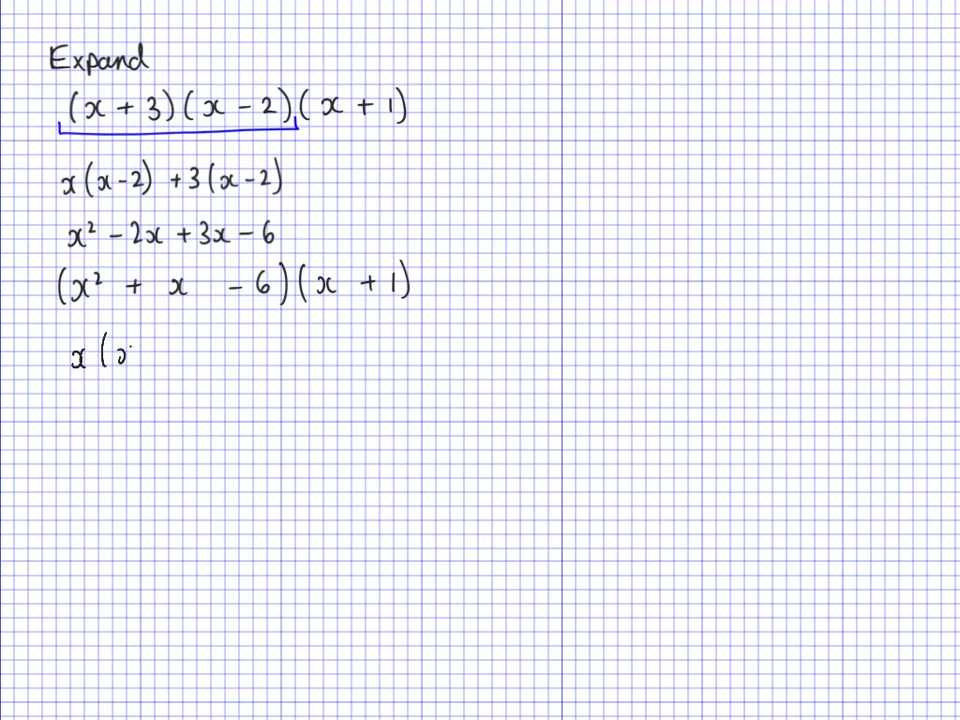 Expand
(x + 3)(x - 2)(x + 1)
x(x-2) +3(x-2)
x² - 2x + 3x - 6
(x² + x - 6)(x + 1)
x(